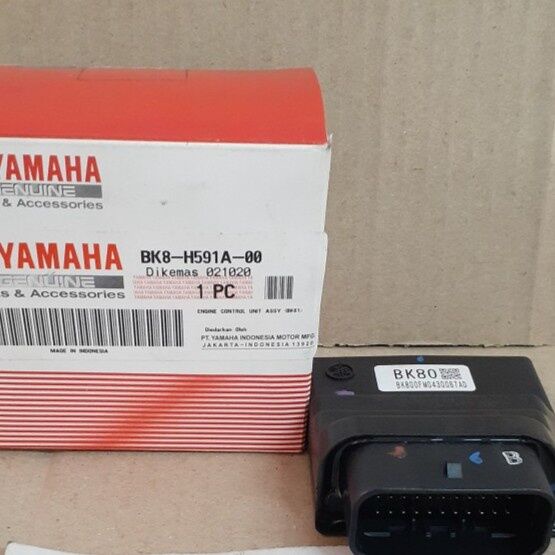 YAMAHA
GENUINE
& Accessories
YAMAHA
GENUINE
s & Accessories
BK8-H591A-00
Dikemas 021020
1 PC
ENGINE CONTROL UNIT ASSY
Diedarkan Oleh
PT.YAMAHA INDONESIA MOTOR MFG
JAKARTA-INDONESIA 13920
MADE IN INDONESIA
BK80